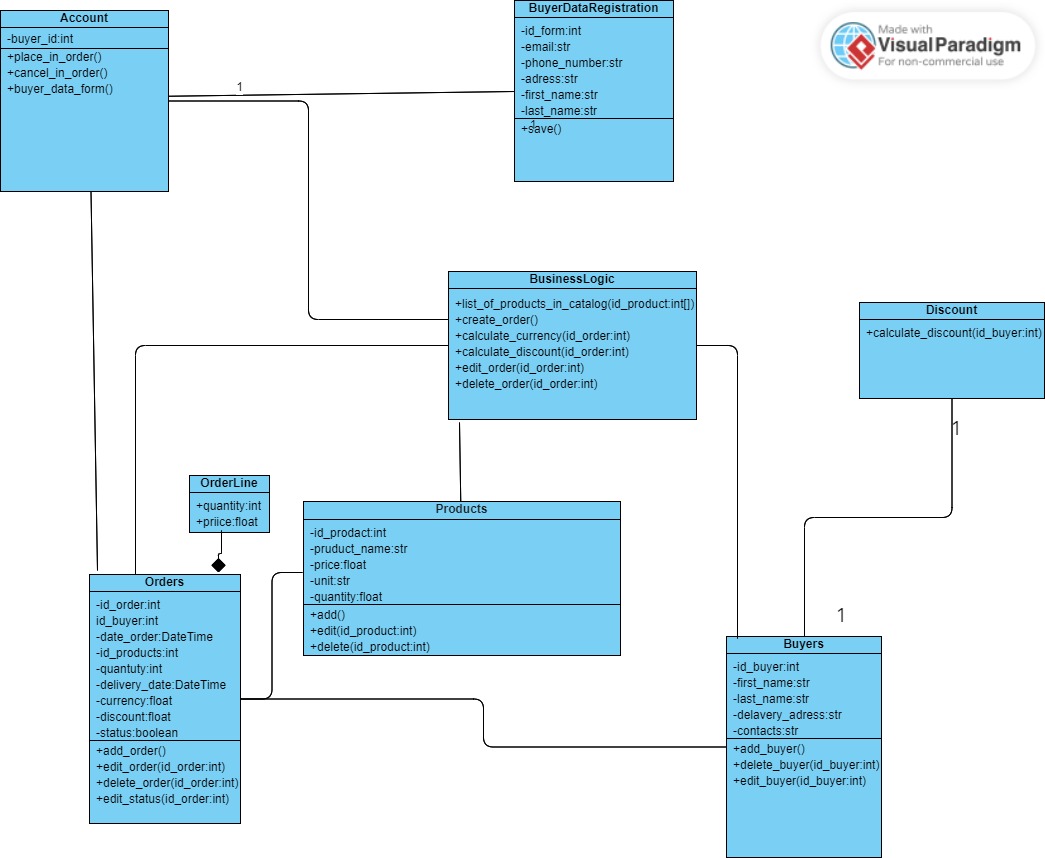 Account
-buyer_id:int
+place_in_order()
+cancel_in_order()
+buyer_data_form()
1
BuyerDataRegistration
-id_form:int
-email:str
-phone_number:str
-adress:str
-first_name:str
-last_name:str
1
+save()
Made with
Visual Paradigm
For non-commercial use
BusinessLogic
+list_of_products_in_catalog(id_product:int[])
+create_order()
+calculate_currency(id_order:int)
+calculate_discount(id_order:int)
+edit_order(id_order:int)
+delete_order(id_order:int)
Discount
+calculate_discount(id_buyer:int)
1
OrderLine
+quantity:int
+priice:float
Products
-id_prodact:int
-pruduct_name:str
-price:float
-unit:str
-quantity:float
+add()
+edit(id_product:int)
+delete(id_product:int)
Orders
-id_order:int
id_buyer:int
-date_order:DateTime
-id_products:int
-quantuty:int
-delivery_date:DateTime
-currency:float
-discount:float
-status:boolean
+add_order()
+edit_order(id_order:int)
+delete_order(id_order:int)
+edit_status(id_order:int)
1
Buyers
-id_buyer:int
-first_name:str
-last_name:str
-delavery_adress:str
-contacts:str
+add_buyer()
+delete_buyer(id_buyer:int)
+edit_buyer(id_buyer:int)